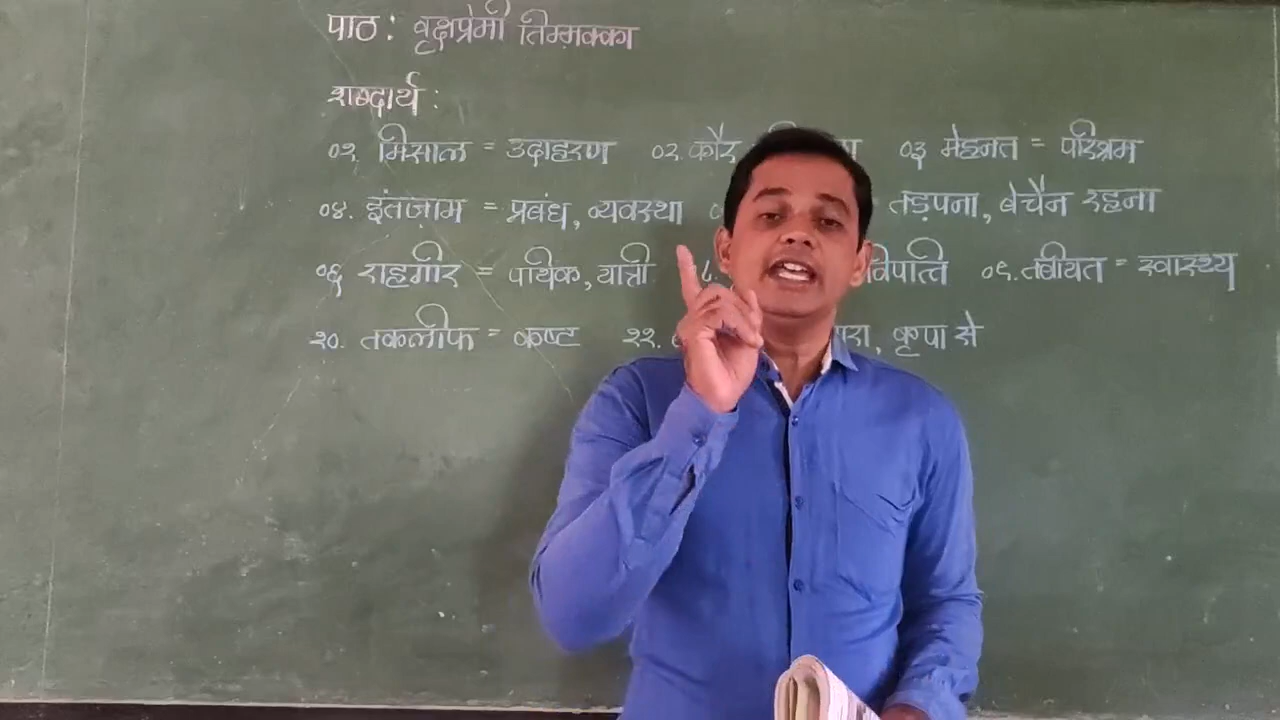 पाठ : वृक्षप्रेमी तिम्मक्का
शब्दार्थ :
०१. मिसाल = उदाहरण ०२. कौर ०३ मेहनत = परिश्रम
०४. इंतज़ाम = प्रबंध, व्यवस्था तड़पना, बेचैन रहना
०६ राहगीर = पथिक, यात्री ८. विपत्ति ०९. तबीयत = स्वास्थ्य
१०. तकलीफ = कष्ट ११. कृपा से